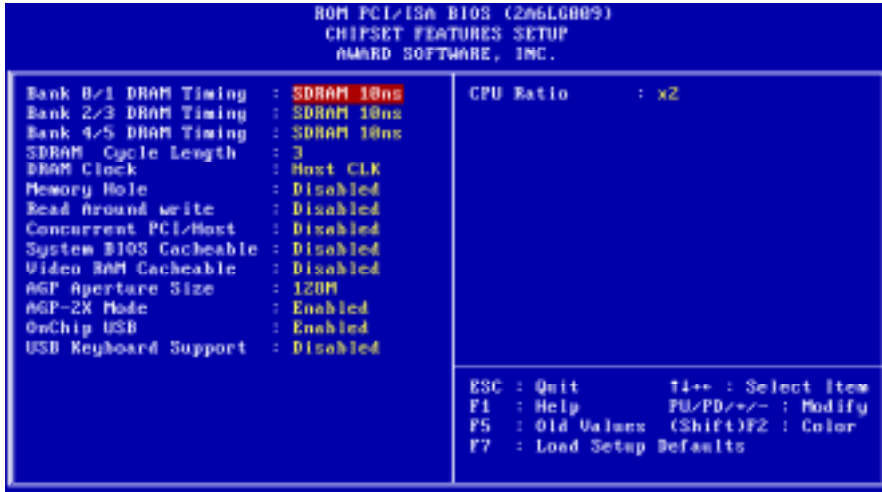 ROM PCI/ISA BIOS (2A6LG009)
CHIPSET FEATURES SETUP
AWARD SOFTWARE, INC.
Bank 0/1 DRAM Timing : SDRAM 10ns
Bank 2/3 DRAM Timing : SDRAM 10ns
Bank 4/5 DRAM Timing : SDRAM 10ns
SDRAM Cycle Length : 3
DRAM Clock : Host CLK
Memory Hole : Disabled
Read Around write : Disabled
Concurrent PCI/Host : Disabled
System BIOS Cacheable : Disabled
Video RAM Cacheable : Disabled
AGP Aperture Size : 128M
AGP-2X Mode : Enabled
OnChip USB : Enabled
USB Keyboard Support : Disabled
CPU Ratio : x2
ESC : Quit ↑↓→← : Select Item
F1 : Help PU/PD/+/- : Modify
F5 : Old Values (Shift)F2 : Color
F7 : Load Setup Defaults